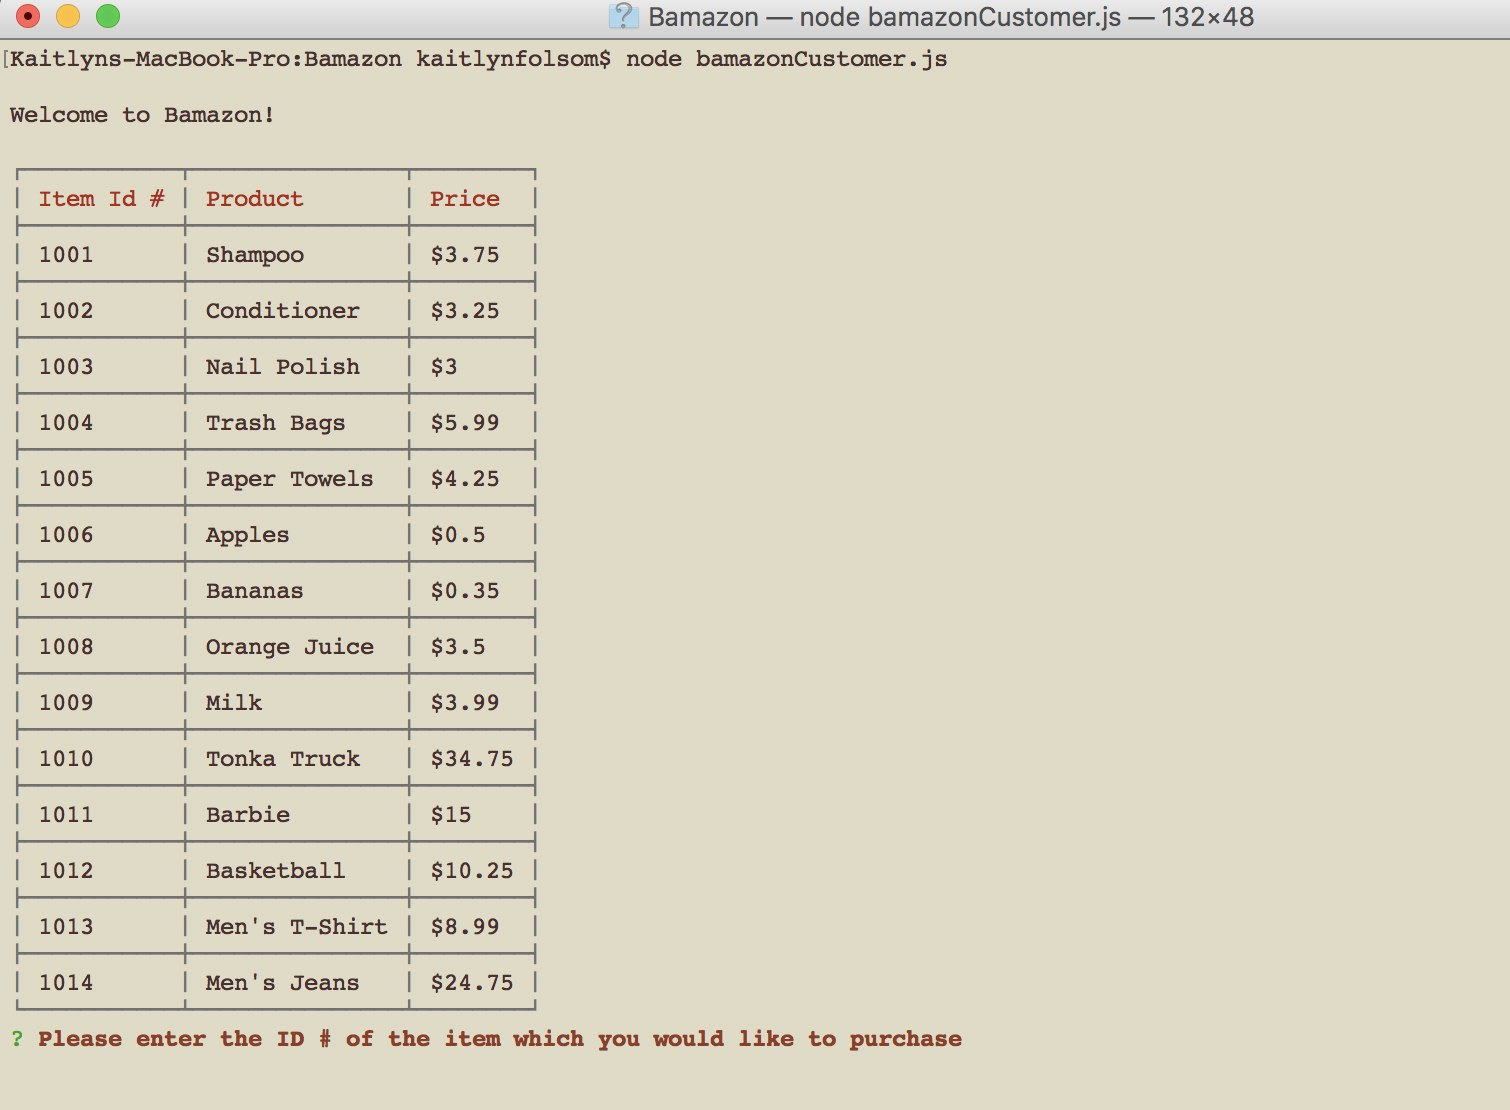 Bamazon — node bamazonCustomer.js — 132×48
[Kaitlyns-MacBook-Pro:Bamazon kaitlynfolsom$ node bamazonCustomer.js
Welcome to Bamazon!
Item Id # Product Price
1001 Shampoo $3.75
1002 Conditioner $3.25
1003 Nail Polish $3
1004 Trash Bags $5.99
1005 Paper Towels $4.25
1006 Apples $0.5
1007 Bananas $0.35
1008 Orange Juice $3.5
1009 Milk $3.99
1010 Tonka Truck $34.75
1011 Barbie $15
1012 Basketball $10.25
1013 Men's T-Shirt $8.99
1014 Men's Jeans $24.75
? Please enter the ID # of the item which you would like to purchase